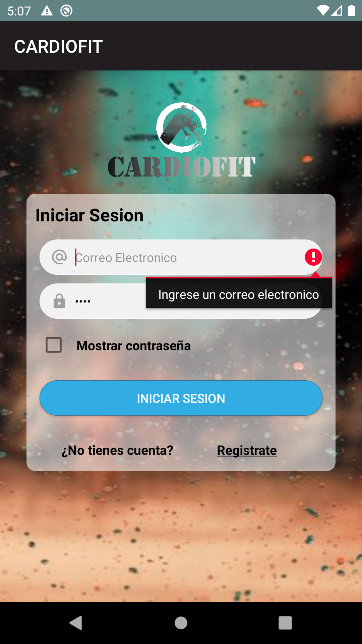 5:07
CARDIOFIT
CARDIOFIT
Iniciar Sesion
Correo Electronico
Ingrese un correo electronico
••••
Mostrar contraseña
INICIAR SESION
¿No tienes cuenta? Registrate